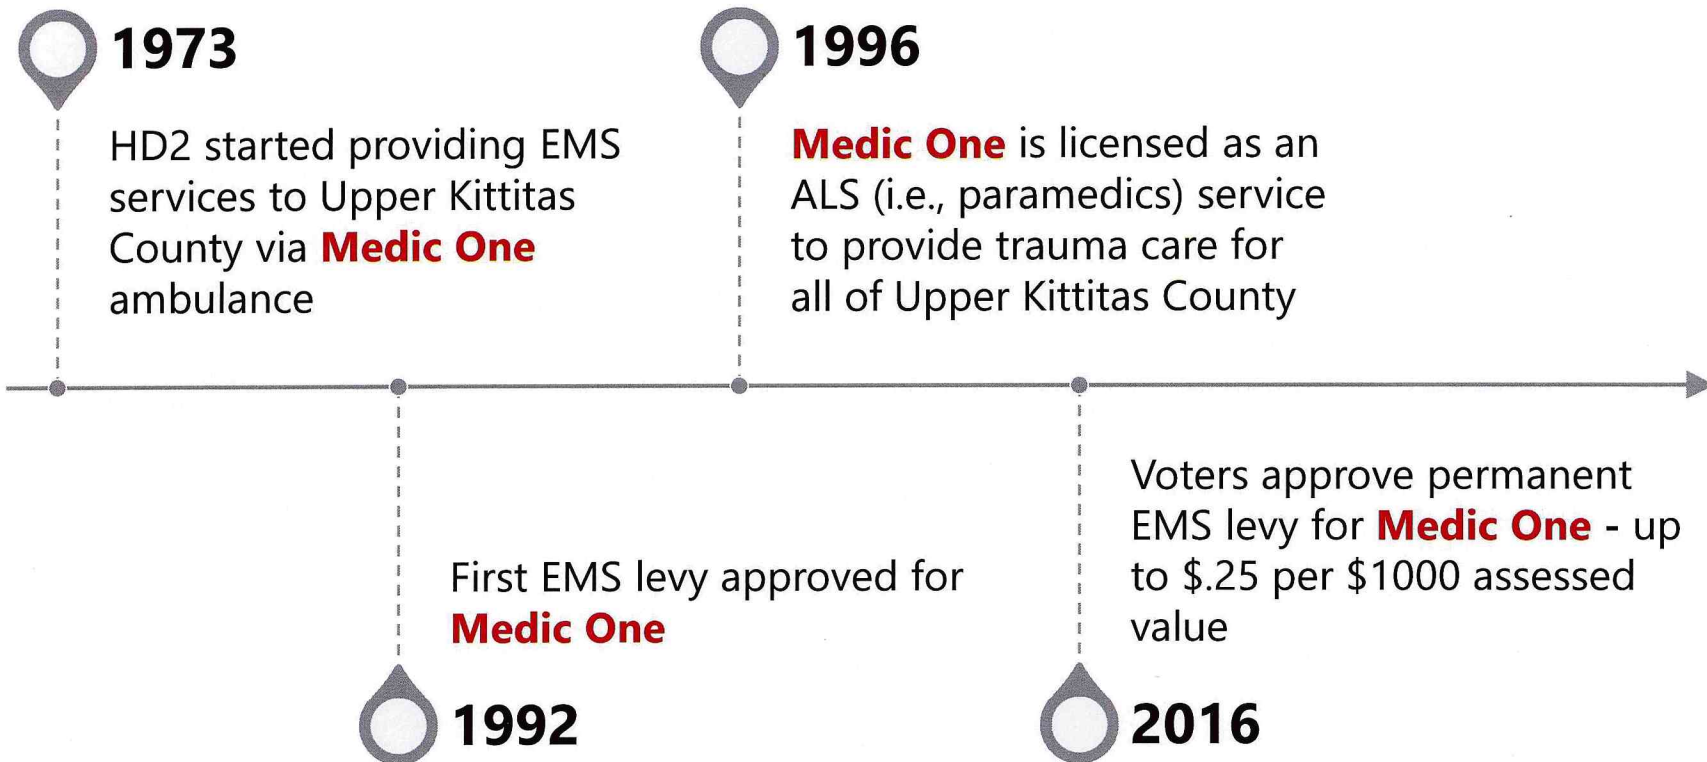 1973
HD2 started providing EMS
services to Upper Kittitas
County via Medic One
ambulance
First EMS levy approved for
Medic One
1992
1996
Medic One is licensed as an
ALS (i.e., paramedics) service
to provide trauma care for
all of Upper Kittitas County
Voters approve permanent
EMS levy for Medic One - up
to $.25 per $1000 assessed
value
2016